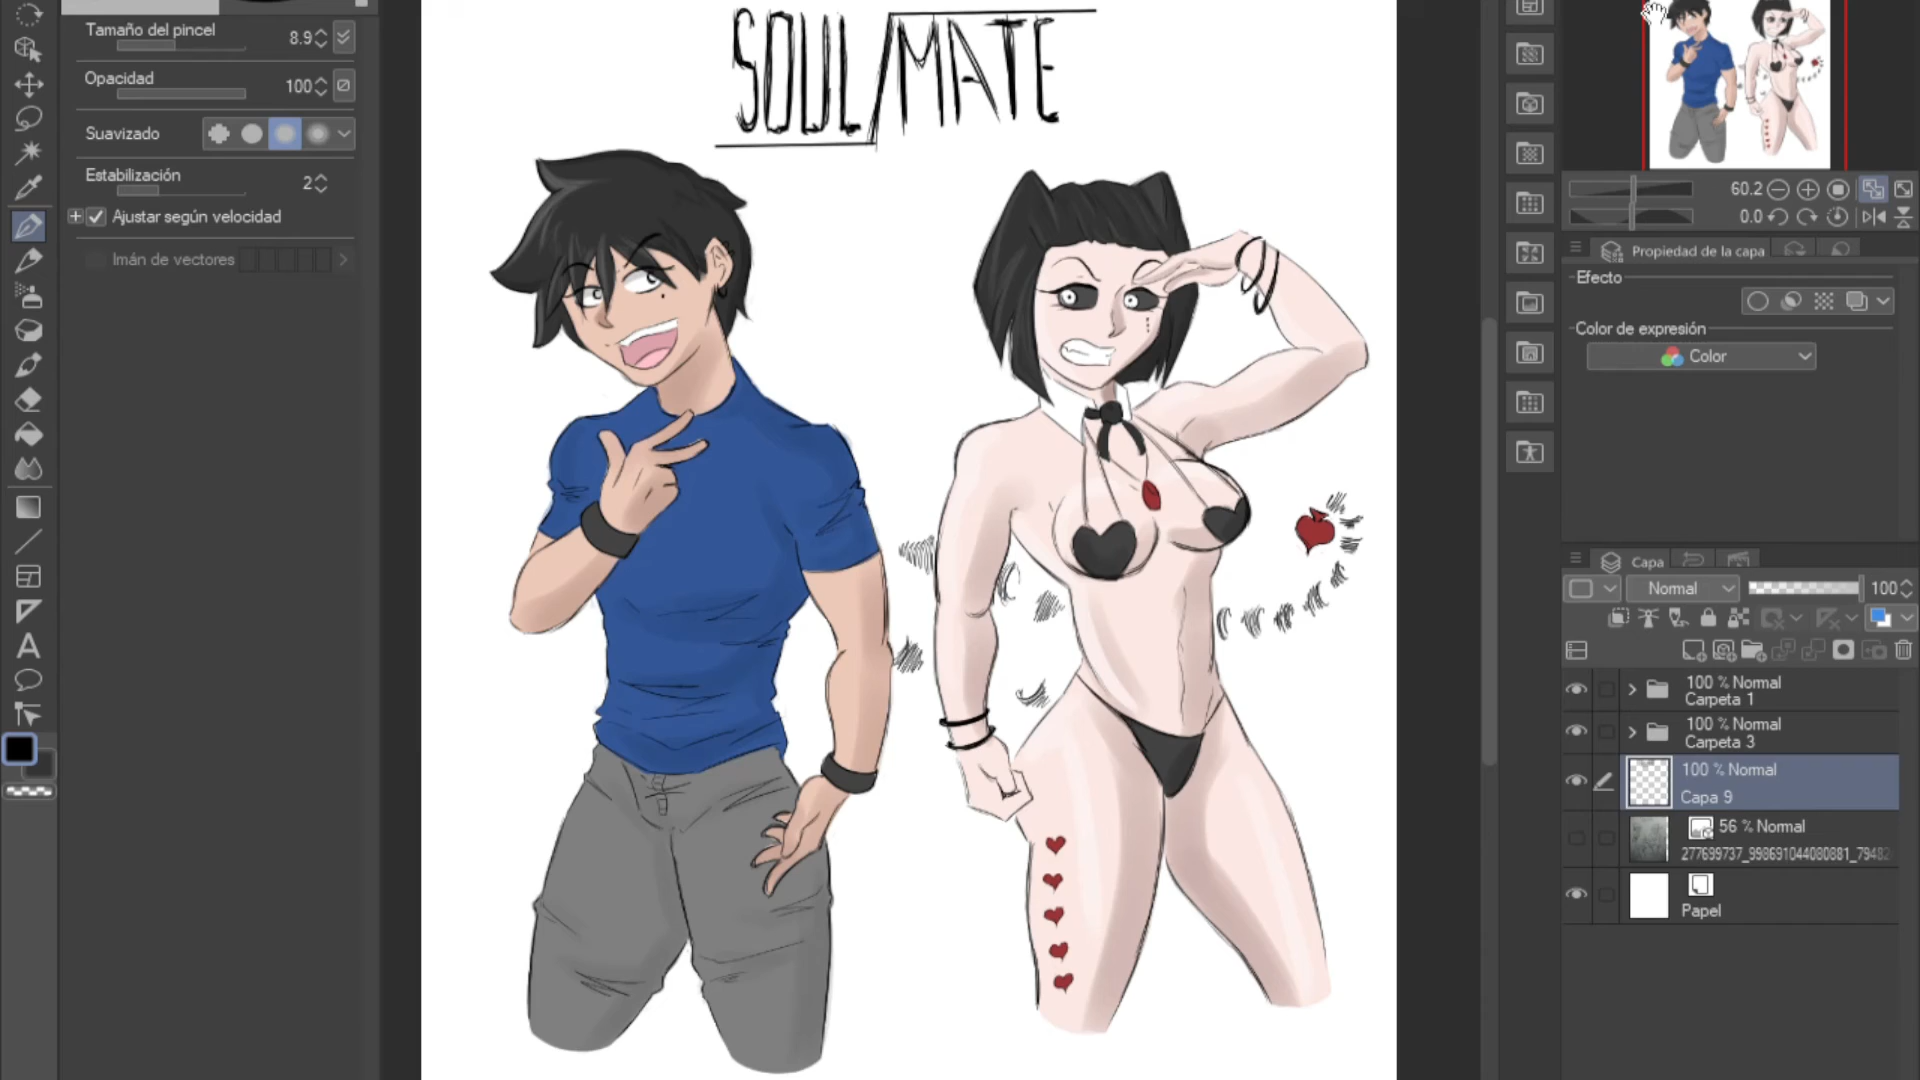 SOUL/MATE
Tamaño del pincel 8.9
Opacidad 100
Suavizado
Estabilización 2
Ajustar según velocidad
Imán de vectores
60.2
0.0
Propiedad de la capa
Efecto
Color de expresión
Color
Capa
Normal 100
100 % Normal
Carpeta 1
100 % Normal
Carpeta 3
100 % Normal
Capa 9
56 % Normal
277699737_998691044080881_7948
Papel